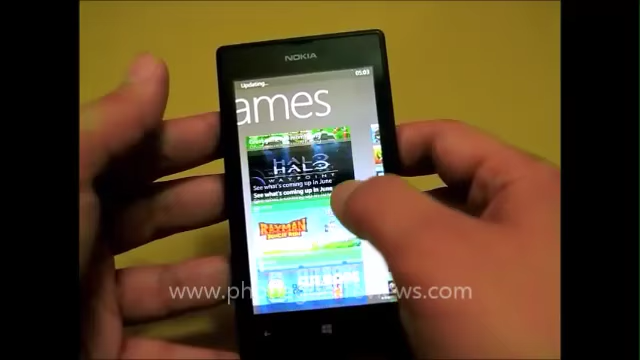 NOKIA
Updating...
05:03
ames
HALO
WAYPOINT
See what's coming up in June
See what's coming up in June
RAYMAN
www.ph
ews.com